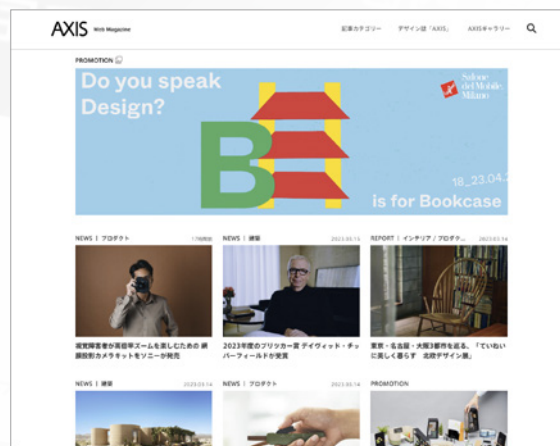 AXIS Web Magazine
記事カテゴリー デザイン誌「AXIS」 AXISギャラリー
PROMOTION
Do you speak
Design?
Salone
del Mobile.
Milano
B
18_23.04.2
is for Bookcase
NEWS | プロダクト
NEWS | 建築 2023.03.15
REPORT | インテリア / プロダク... 2023.03.14
視覚障害者が高倍率ズームを楽しむための 網
膜投影カメラキットをソニーが発売
2023年度のプリツカー賞 デイヴィッド・チッ
パーフィールドが受賞
東京・名古屋・大阪3都市を巡る、「ていねい
に美しく暮らす 北欧デザイン展」
NEWS | 建築 2023.03.14
NEWS | プロダクト 2023.03.14
PROMOTION